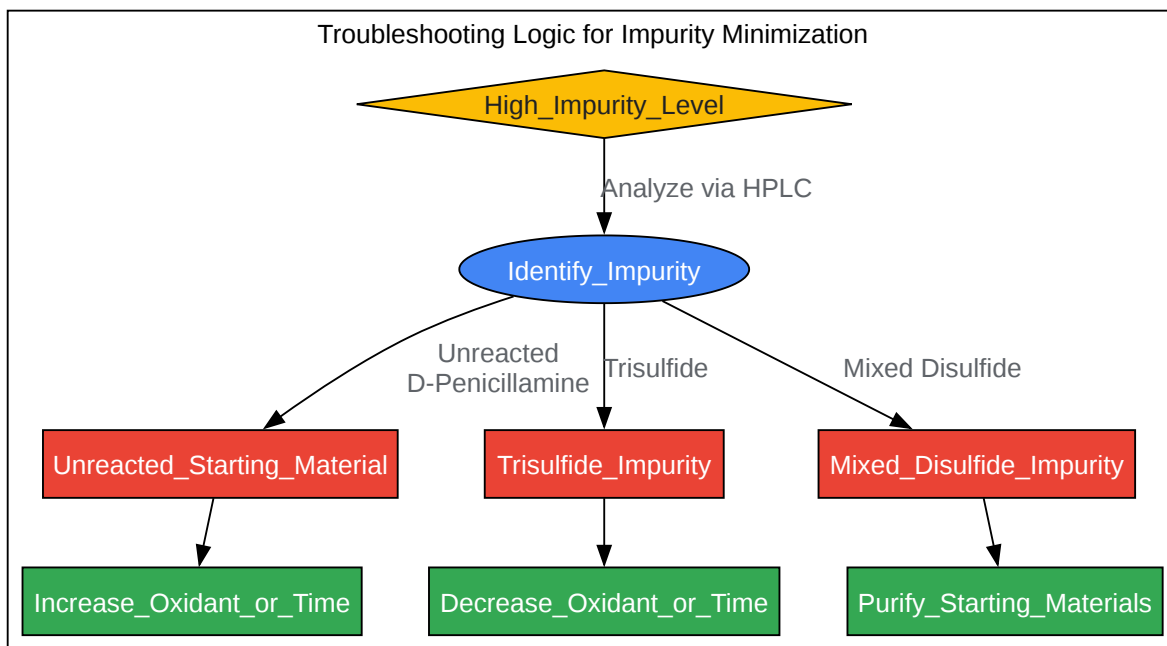 Troubleshooting Logic for Impurity Minimization
High_Impurity_Level
Analyze via HPLC
Identify_Impurity
Unreacted
D-Penicillamine
Trisulfide
Mixed Disulfide
Unreacted_Starting_Material
Trisulfide_Impurity
Mixed_Disulfide_Impurity
Increase_Oxidant_or_Time
Decrease_Oxidant_or_Time
Purify_Starting_Materials